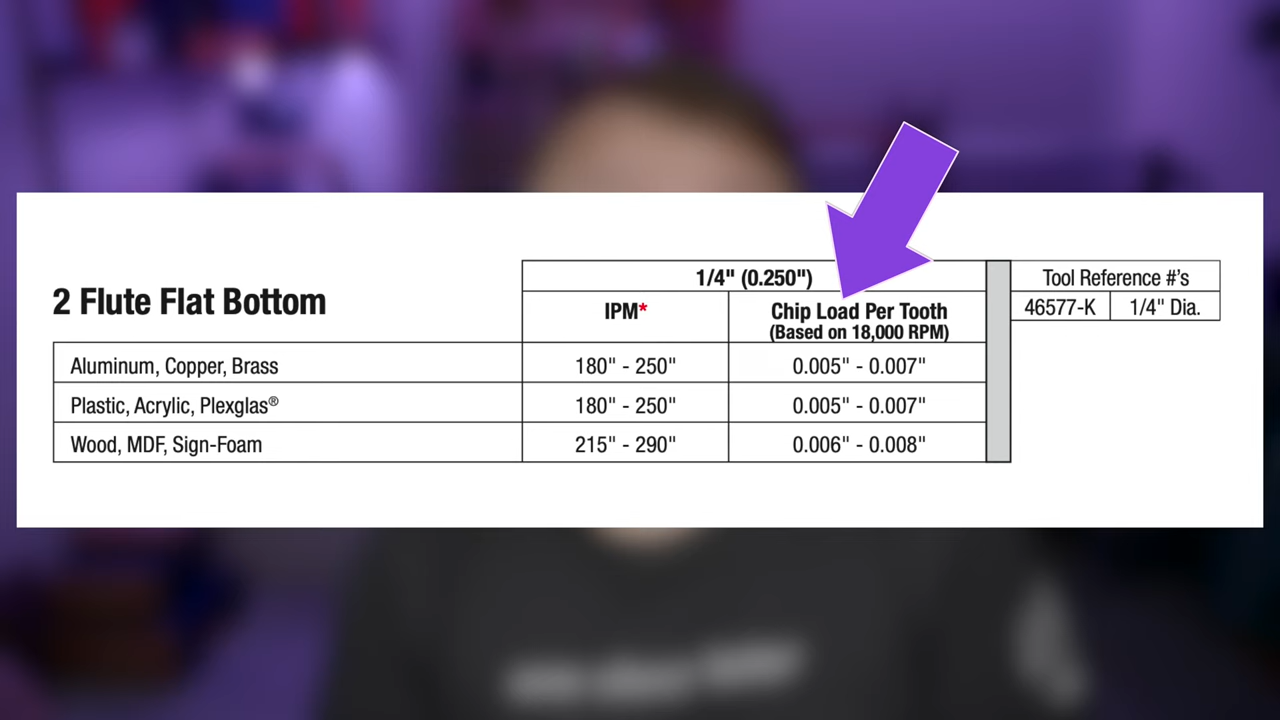 1/4" (0.250")
Tool Reference #'s
2 Flute Flat Bottom
IPM*
Chip Load Per Tooth
(Based on 18,000 RPM)
46577-K
1/4" Dia.
Aluminum, Copper, Brass
180" - 250"
0.005" - 0.007"
Plastic, Acrylic, Plexglas®
180" - 250"
0.005" - 0.007"
Wood, MDF, Sign-Foam
215" - 290"
0.006" - 0.008"